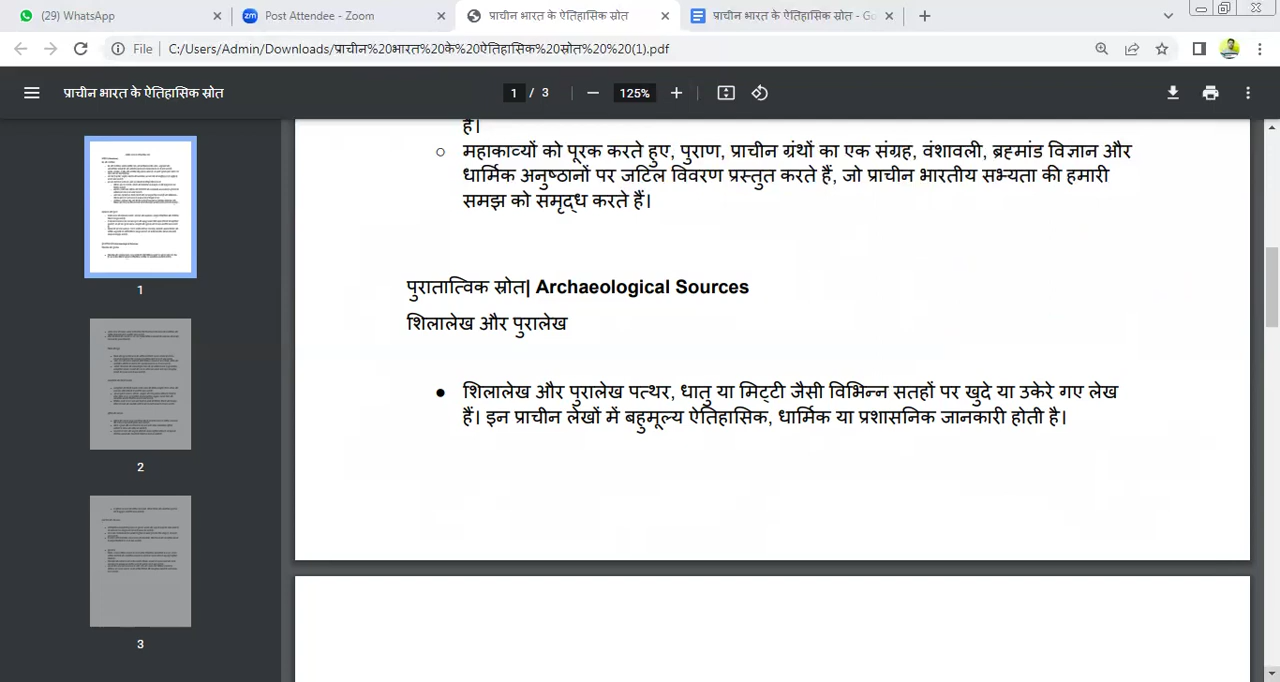 (29) WhatsApp
Post Attendee - Zoom
प्राचीन भारत के ऐतिहासिक स्रोत
प्राचीन भारत के ऐतिहासिक स्रोत - Go
File
C:/Users/Admin/Downloads/प्राचीन%20भारत%20के%20ऐतिहासिक%20स्रोत%20%20(1).pdf
प्राचीन भारत के ऐतिहासिक स्रोत
1 / 3
125%
है।
महाकाव्यों को पूरक करते हुए, पुराण, प्राचीन ग्रंथों का एक संग्रह, वंशावली, ब्रह्मांड विज्ञान और
धार्मिक अनुष्ठानों पर जटिल विवरण प्रस्तुत करते हैं, जो प्राचीन भारतीय सभ्यता की हमारी
समझ को समृद्ध करते हैं।
पुरातात्विक स्रोत| Archaeological Sources
शिलालेख और पुरालेख
शिलालेख और पुरालेख पत्थर, धातु या मिट्टी जैसी विभिन्न सतहों पर खुदे या उकेरे गए लेख
हैं। इन प्राचीन लेखों में बहुमूल्य ऐतिहासिक, धार्मिक या प्रशासनिक जानकारी होती है।
1
2
3